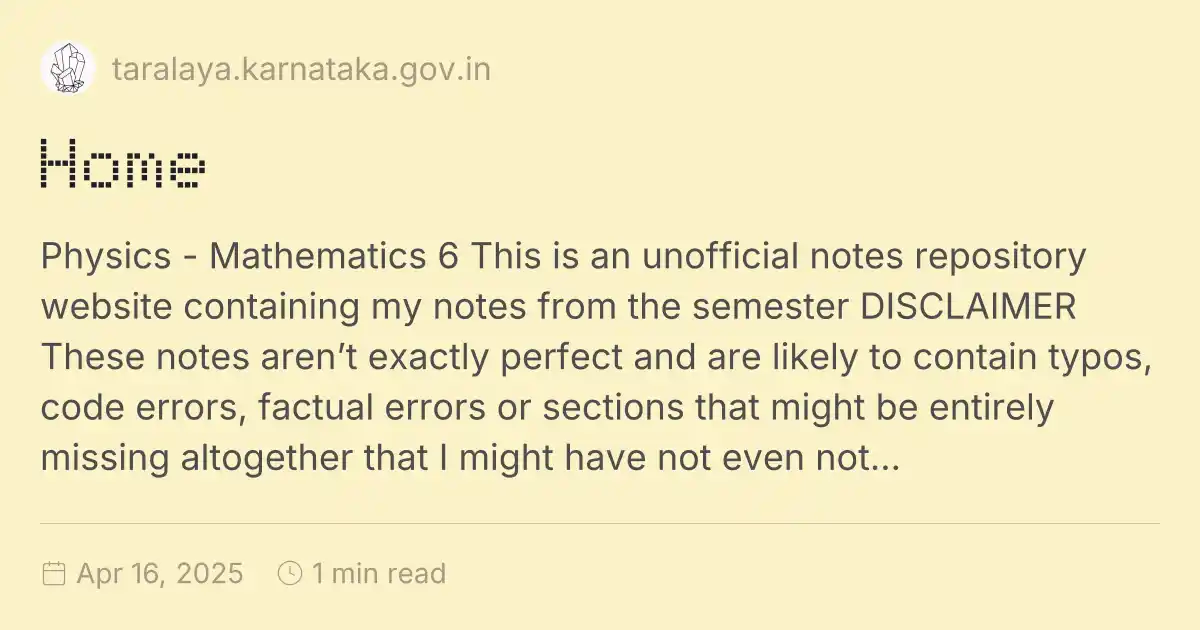 taralaya.karnataka.gov.in
Home
Physics - Mathematics 6 This is an unofficial notes repository
website containing my notes from the semester DISCLAIMER
These notes aren’t exactly perfect and are likely to contain typos,
code errors, factual errors or sections that might be entirely
missing altogether that I might have not even not...
Apr 16, 2025 1 min read